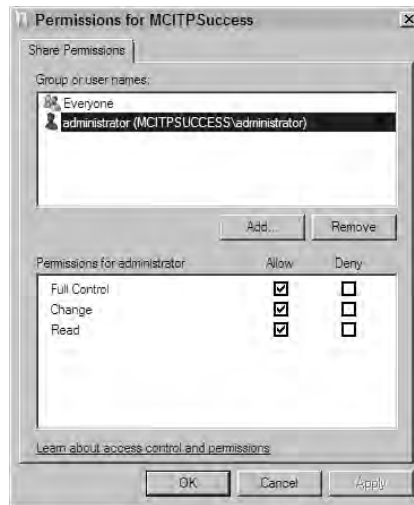 Permissions for MCITPSuccess
Share Permissions
Group or user names:
Everyone
administrator (MCITPSUCCESS\administrator)
Add... Remove
Permissions for administrator Allow Deny
Full Control
Change
Read
Learn about access control and permissions
OK Cancel Apply